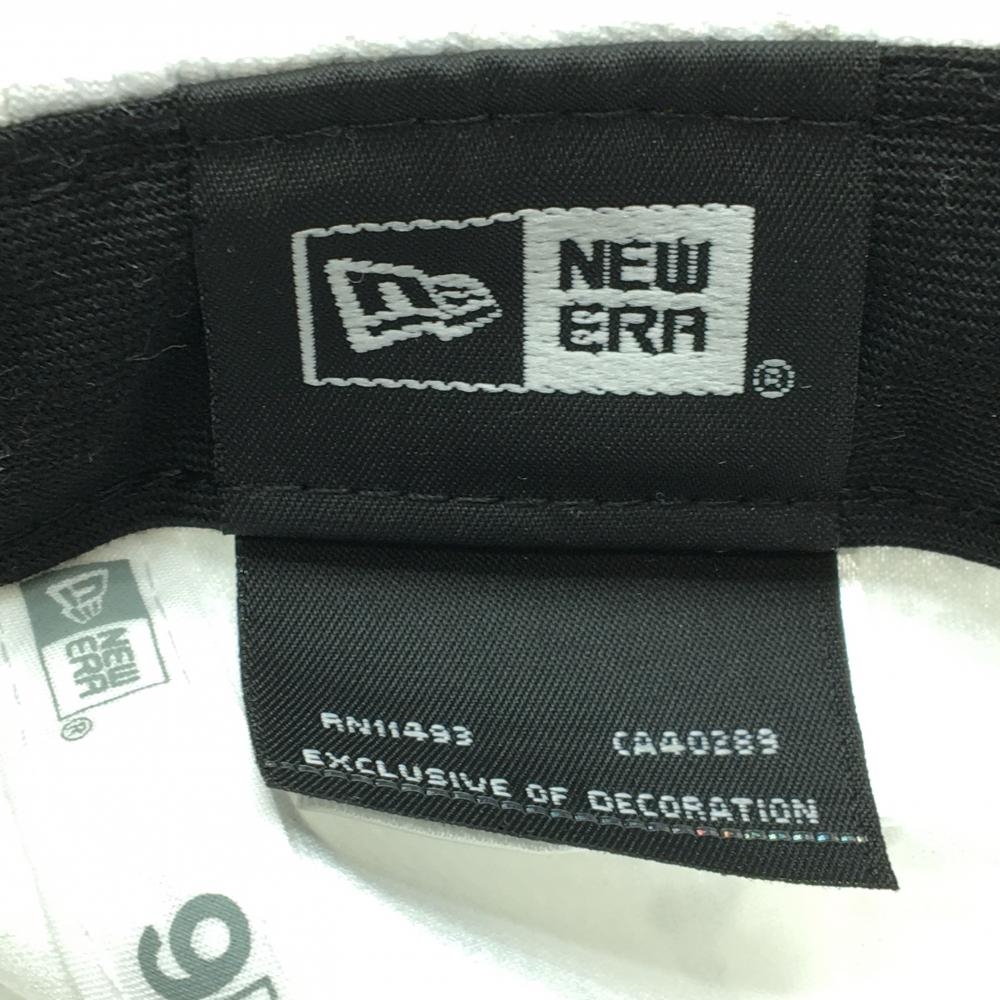 NEW
ERA
®
NEW
ERA
®
RN11493 CA40289
EXCLUSIVE OF DECORATION